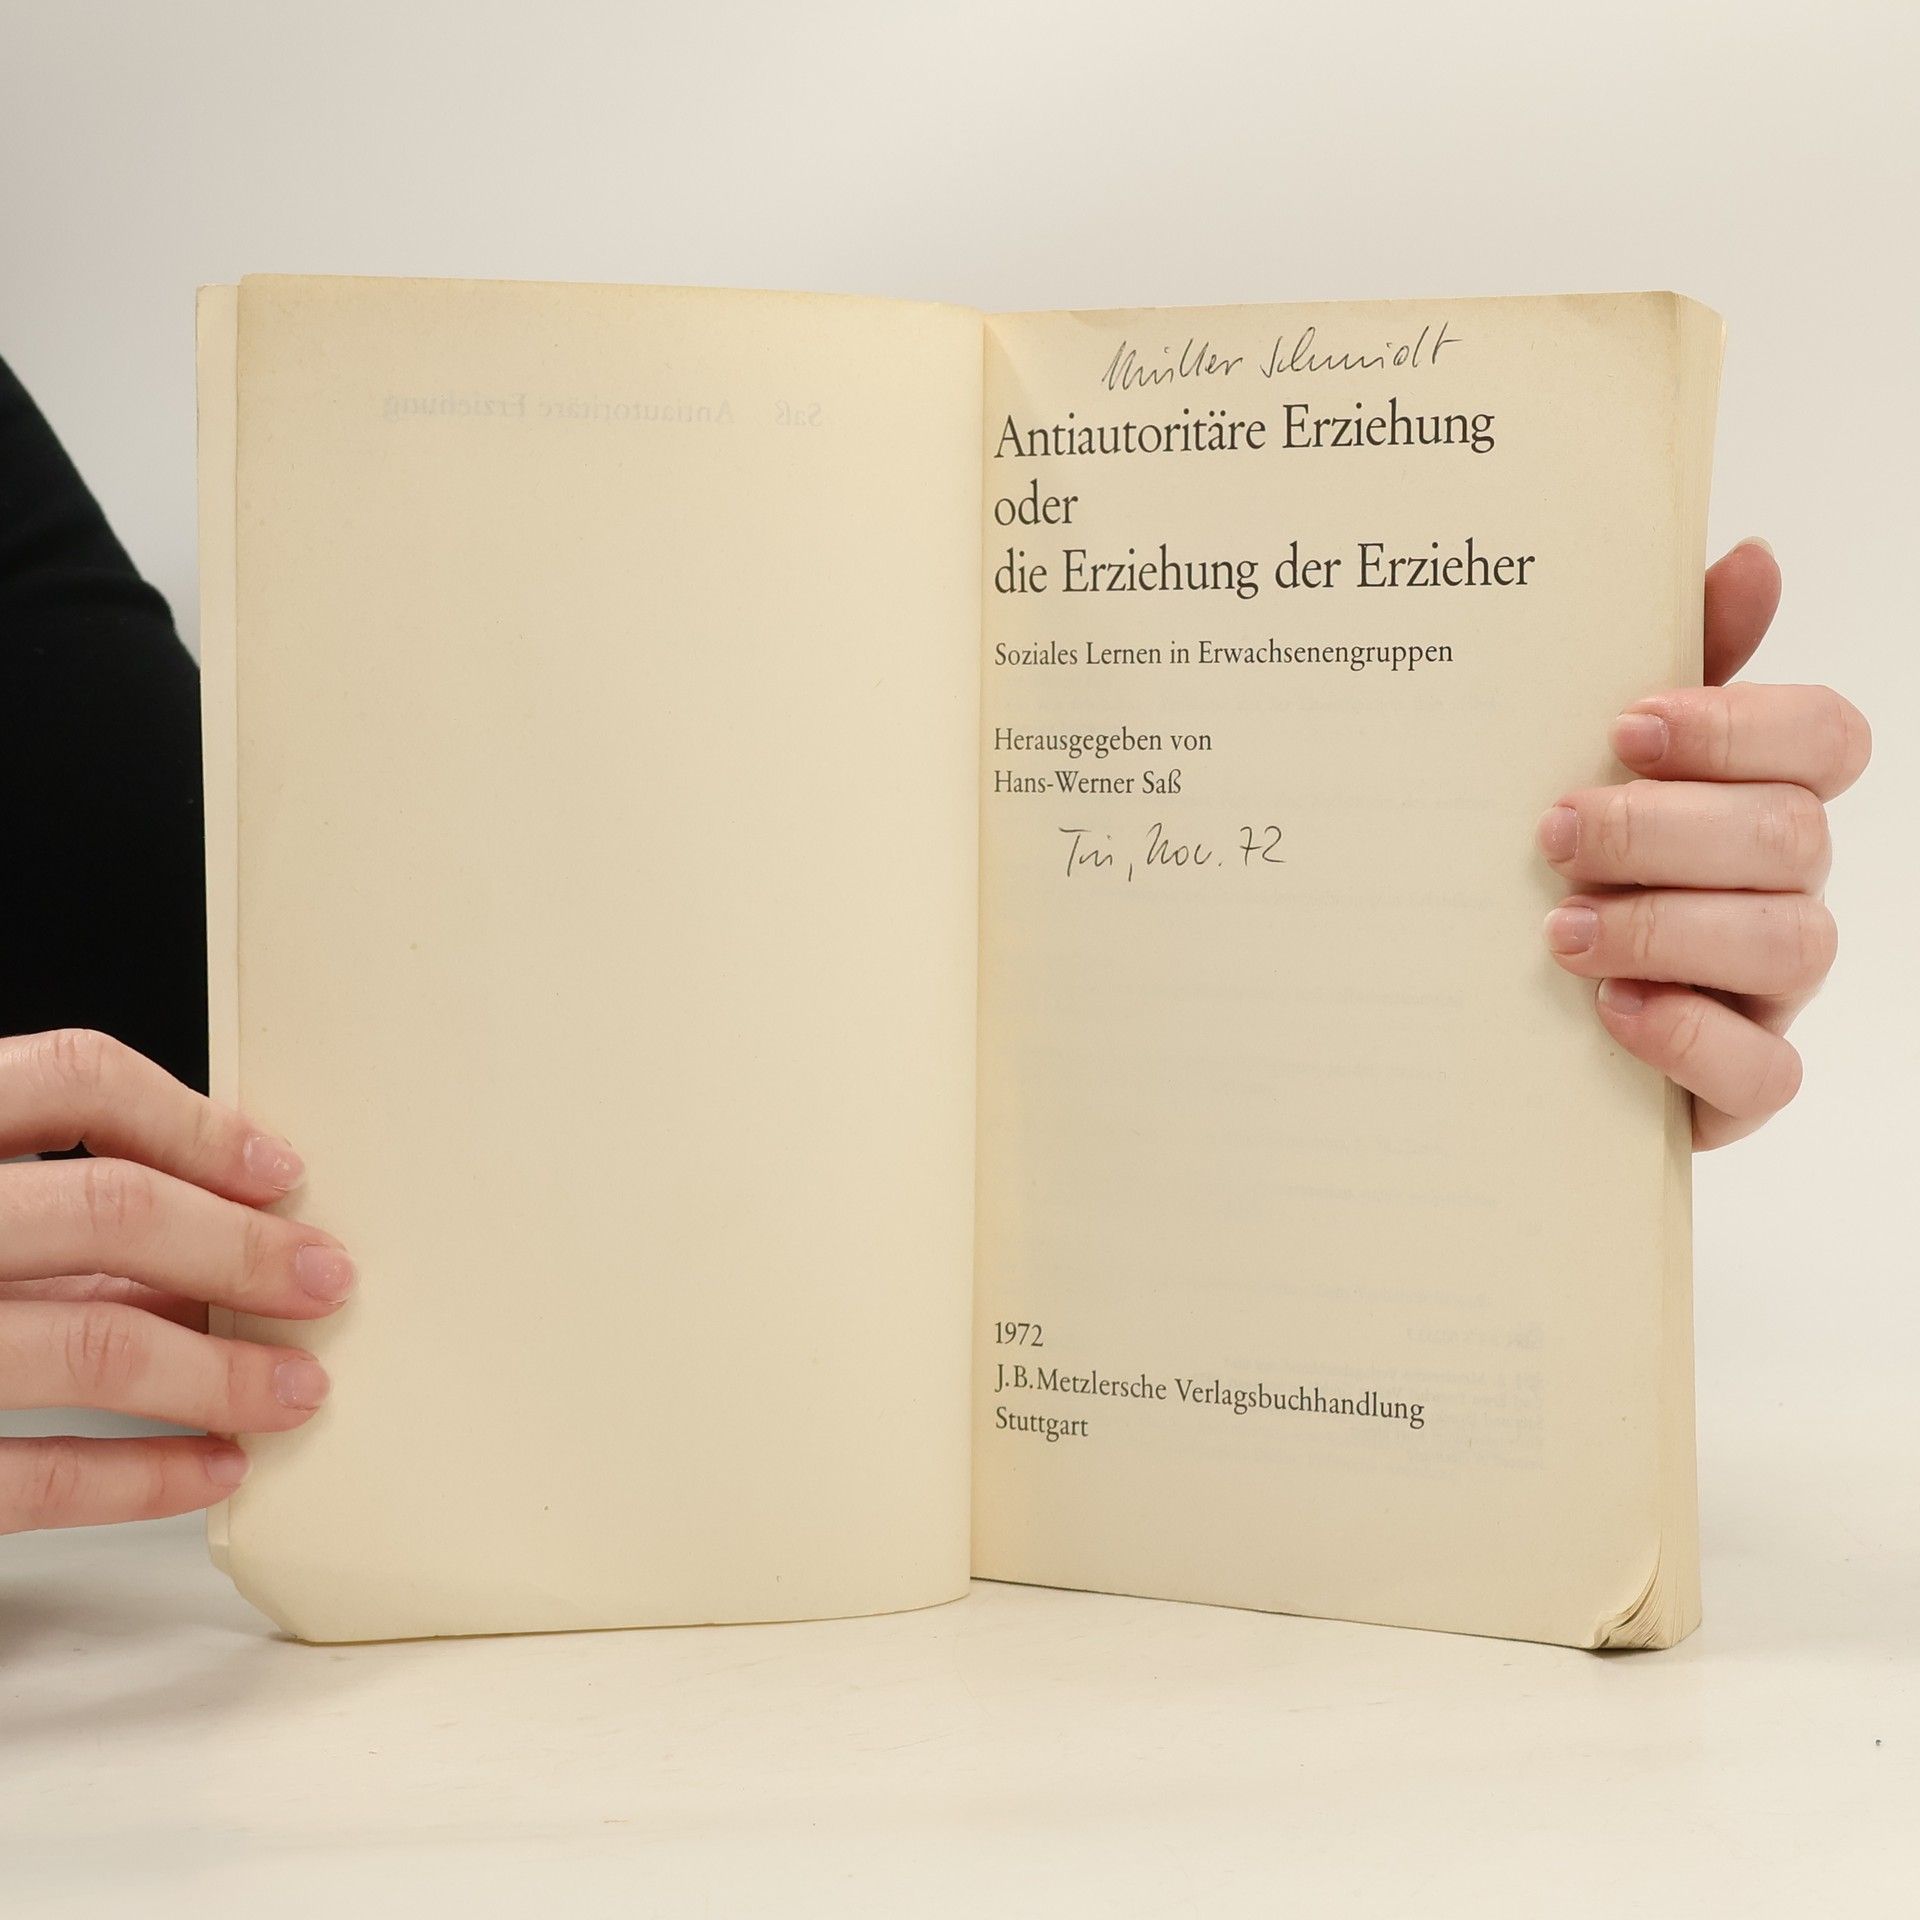 Müller Schmidt
Antiautoritäre Erziehung
oder
die Erziehung der Erzieher
Soziales Lernen in Erwachsenengruppen
Herausgegeben von
Hans-Werner Saß
Nov. 72
1972
J.B.Metzlersche Verlagsbuchhandlung
Stuttgart